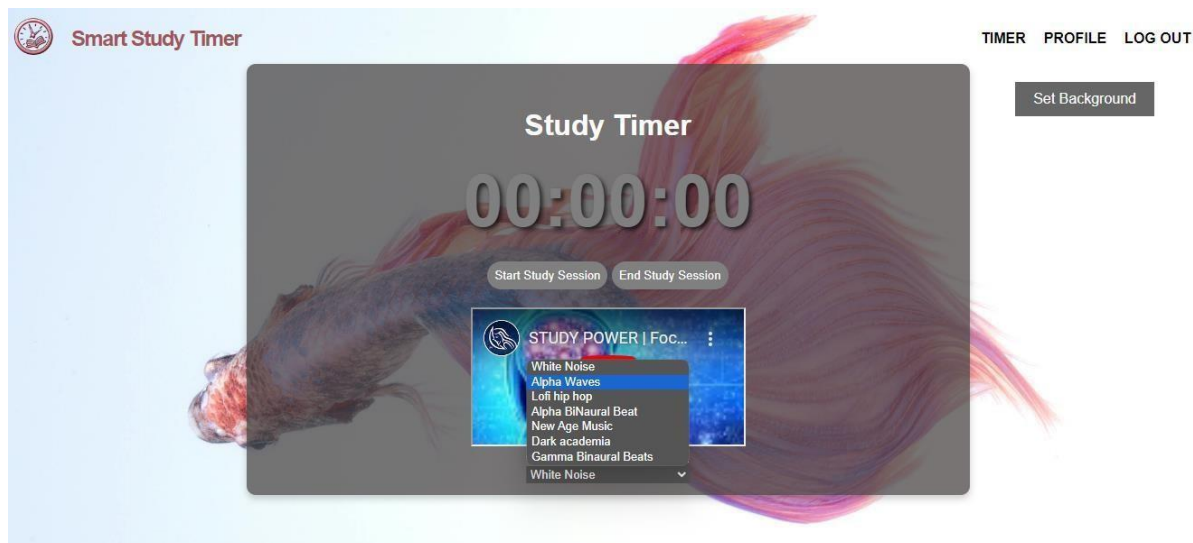 Smart Study Timer
TIMER PROFILE LOG OUT
Set Background
Study Timer
00:00:00
Start Study Session End Study Session
STUDY POWER | Foc...
White Noise
Alpha Waves
Lofi hip hop
Alpha BiNaural Beat
New Age Music
Dark academia
Gamma Binaural Beats
White Noise